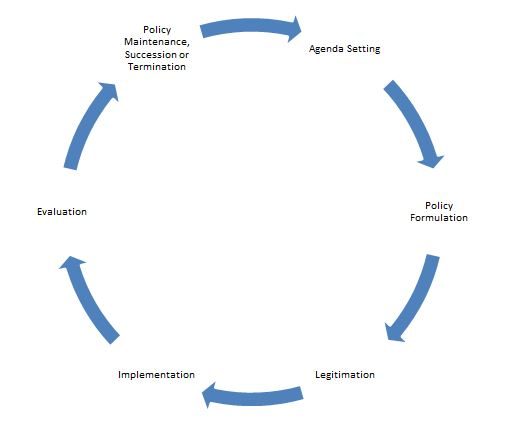 Policy
Maintenance,
Succession or
Termination
Agenda Setting
Policy
Formulation
Legitimation
Implementation
Evaluation